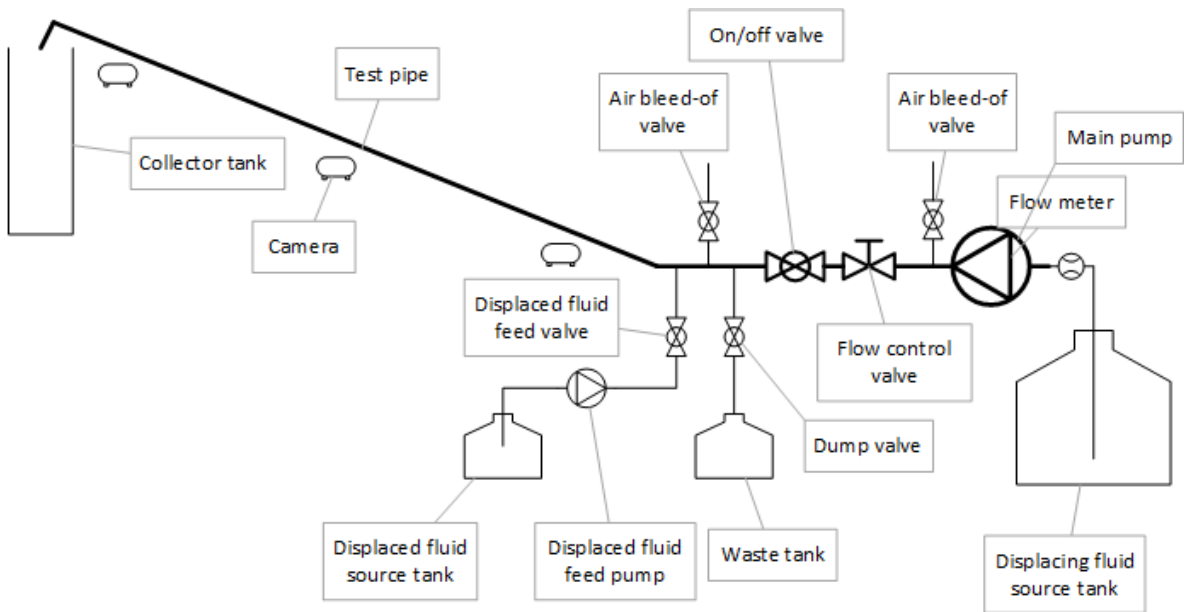 On/off valve
Test pipe
Air bleed-of
valve
Air bleed-of
valve
Main pump
Collector tank
Flow meter
Camera
Displaced fluid
feed valve
Flow control
valve
Dump valve
Displaced fluid
source tank
Displaced fluid
feed pump
Waste tank
Displacing fluid
source tank